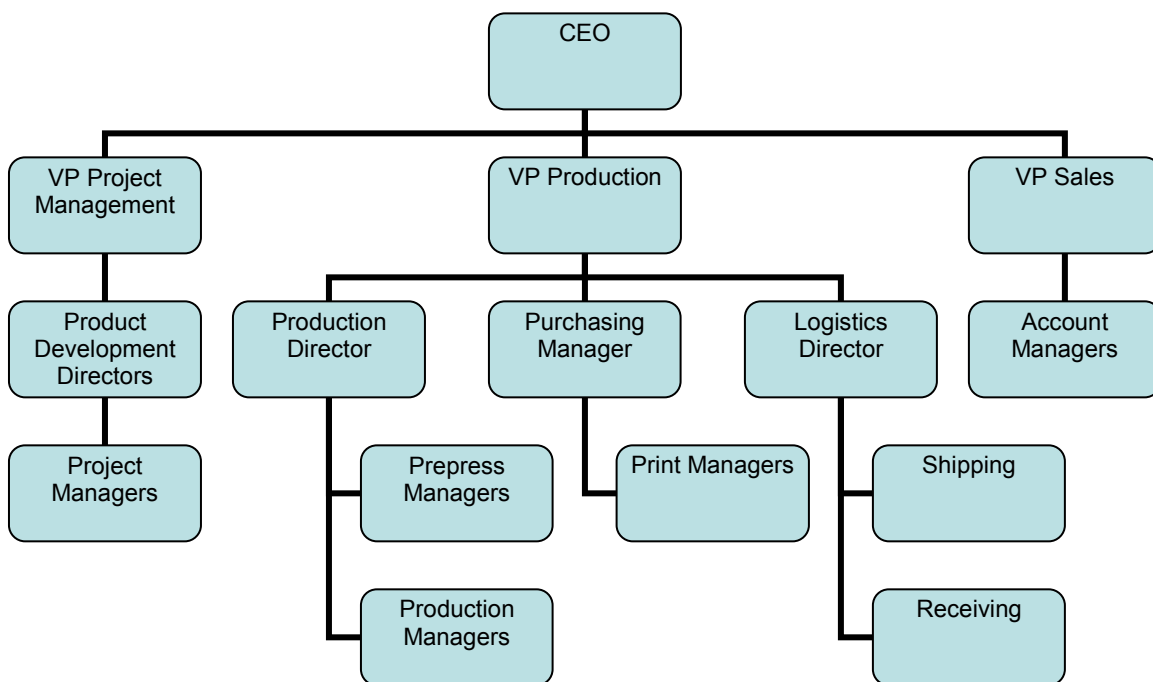 CEO
VP Project
Management
VP Production
VP Sales
Product
Development
Directors
Production
Director
Purchasing
Manager
Logistics
Director
Account
Managers
Project
Managers
Prepress
Managers
Print Managers
Shipping
Production
Managers
Receiving